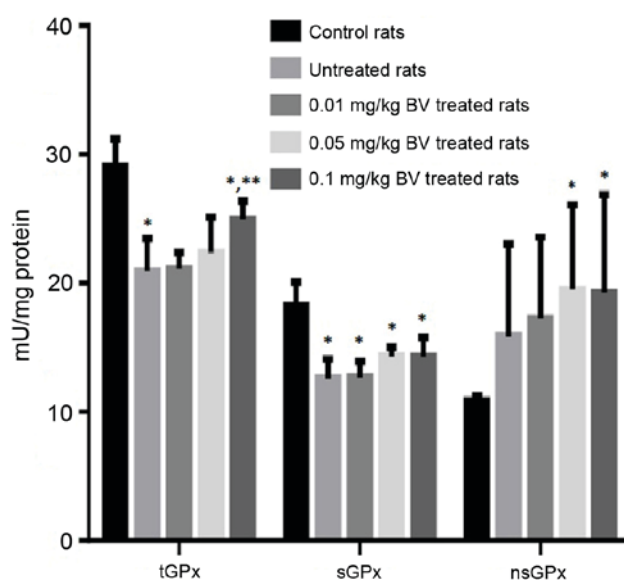 40
30
20
10
0
mU/mg protein
Control rats
Untreated rats
0.01 mg/kg BV treated rats
0.05 mg/kg BV treated rats
0.1 mg/kg BV treated rats
*
*,**
*
*
*
*
*
*
tGPx
sGPx
nsGPx